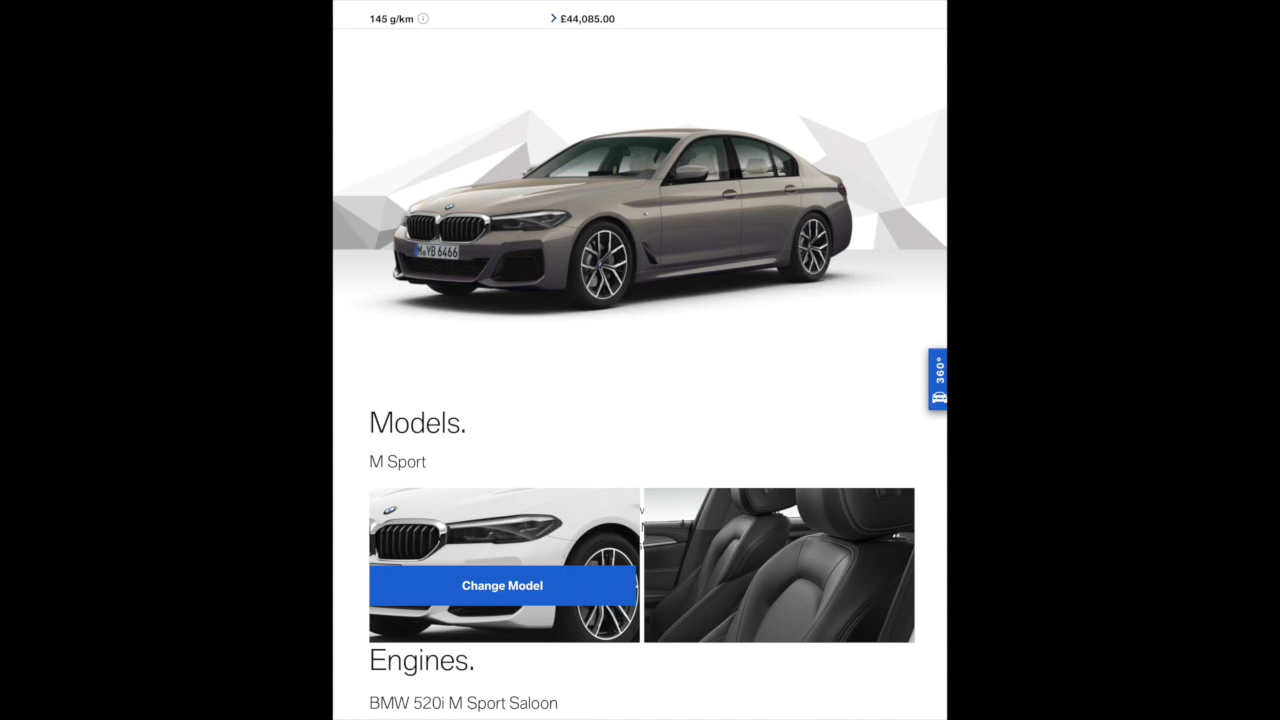 145 g/km
£44,085.00
M YB 6466
360°
Models.
M Sport
Change Model
Engines.
BMW 520i M Sport Saloon